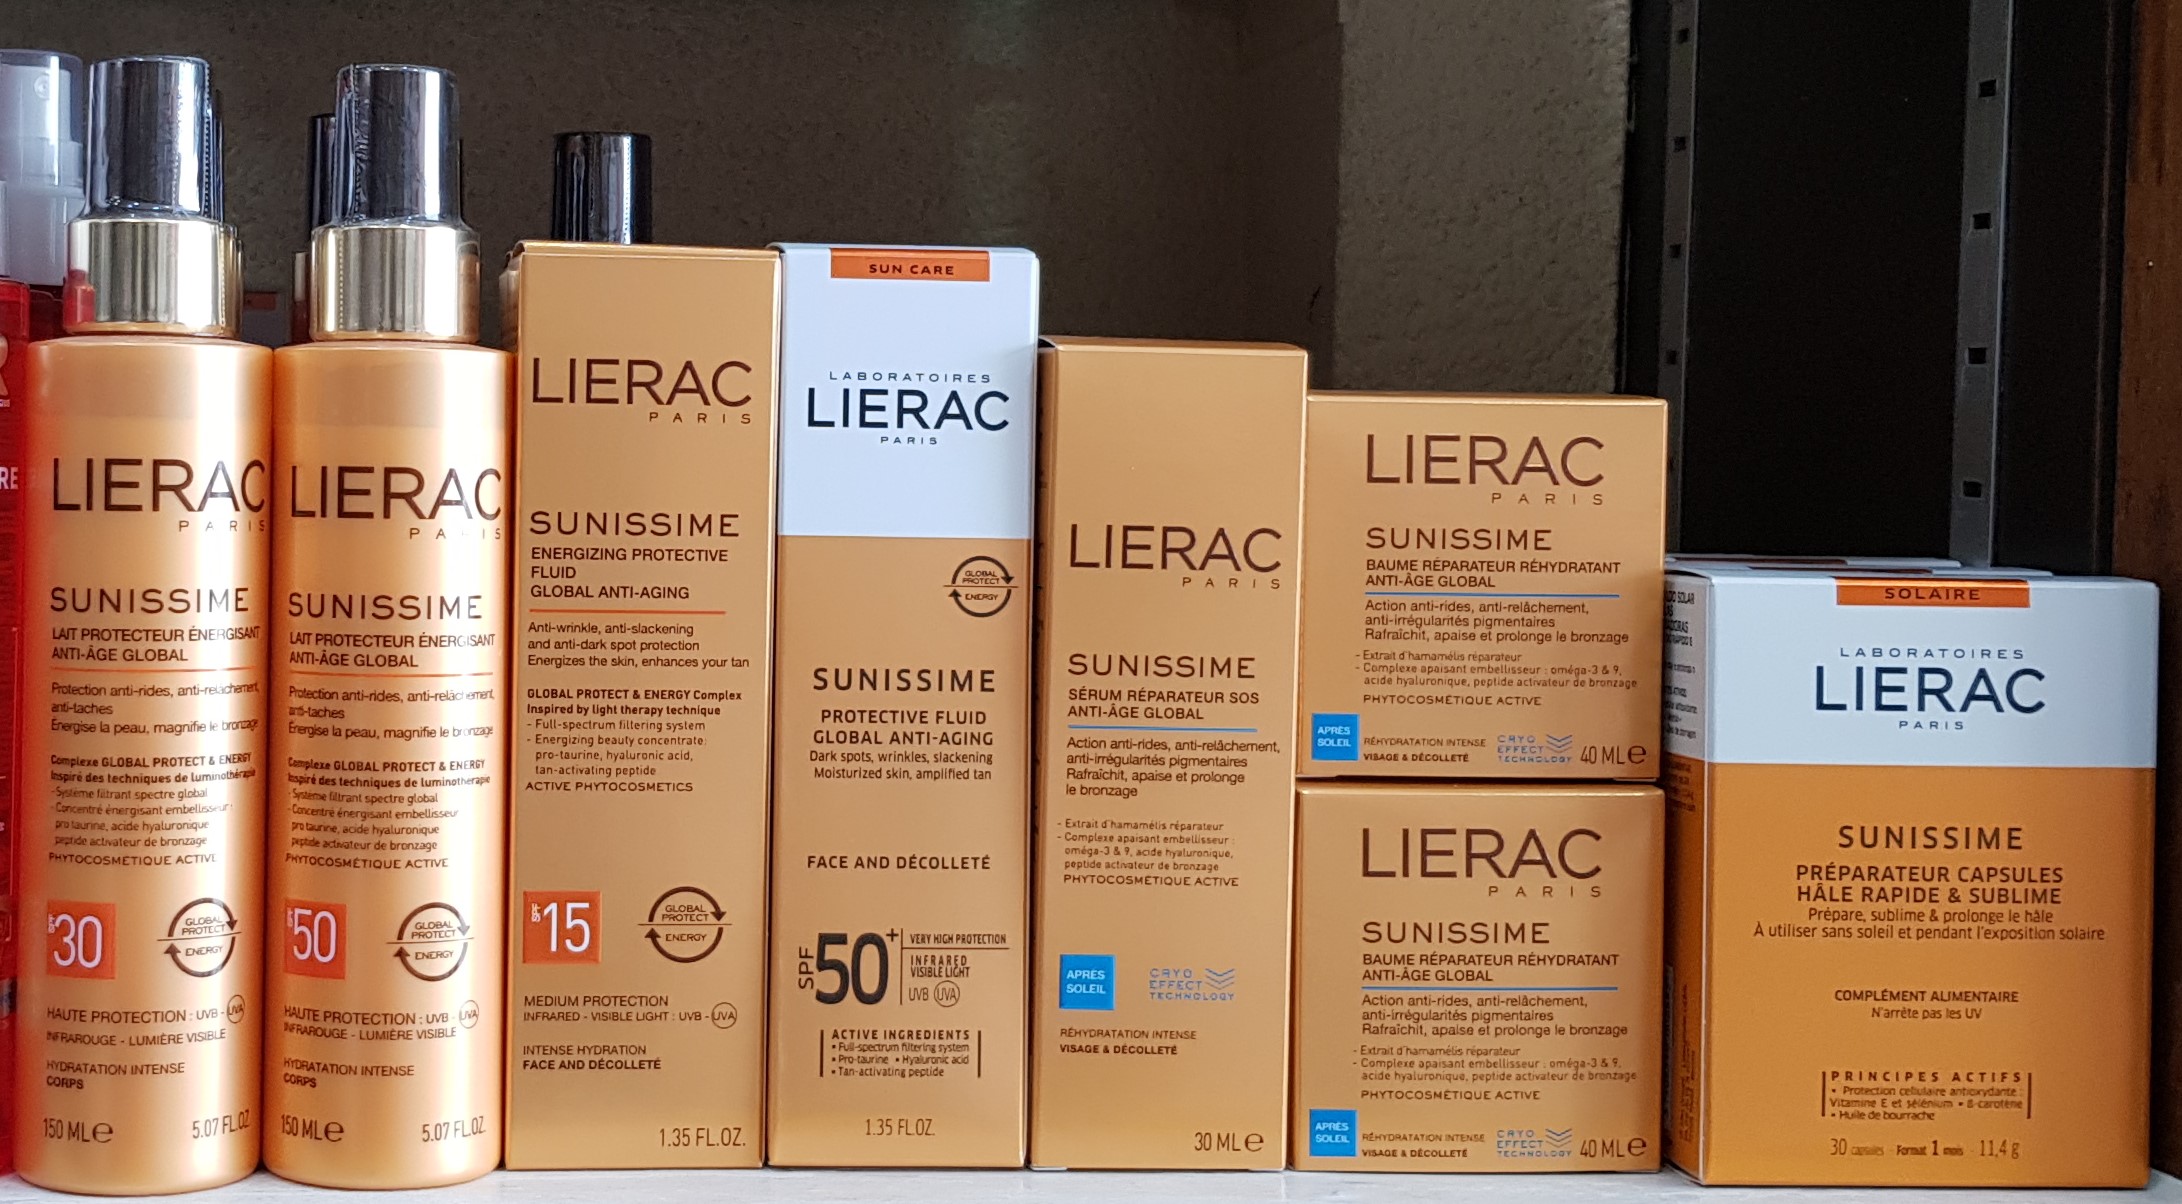 LIERAC
PARIS
SUNISSIME
LAIT PROTECTEUR ÉNERGISANT
ANTI-ÂGE GLOBAL
Protection anti-rides, anti-relâchement,
anti-taches
Énergise la peau, magnifie le bronzage
Complexe GLOBAL PROTECT & ENERGY
Inspiré des techniques de luminothérapie
- Système filtrant spectre global
- Concentré énergisant embellisseur:
pro taurine, acide hyaluronique
peptide activateur de bronzage
PHYTOCOSMÉTIQUE ACTIVE
SPF 30
GLOBAL
PROTECT
ENERGY
HAUTE PROTECTION : UVB - UVA
INFRAROUGE - LUMIÈRE VISIBLE
HYDRATATION INTENSE
CORPS
150 ML e 5.07 FL.OZ
LIERAC
PARIS
SUNISSIME
LAIT PROTECTEUR ÉNERGISANT
ANTI-ÂGE GLOBAL
Protection anti-rides, anti-relâchement,
anti-taches
Énergise la peau, magnifie le bronzage
Complexe GLOBAL PROTECT & ENERGY
Inspiré des techniques de luminothérapie
- Système filtrant spectre global
- Concentré énergisant embellisseur
pro taurine, acide hyaluronique
peptide activateur de bronzage
PHYTOCOSMÉTIQUE ACTIVE
SPF 50
GLOBAL
PROTECT
ENERGY
HAUTE PROTECTION : UVB - UVA
INFRAROUGE - LUMIÈRE VISIBLE
HYDRATATION INTENSE
CORPS
150 ML e 5.07 FL.OZ
LIERAC
PARIS
SUNISSIME
ENERGIZING PROTECTIVE
FLUID
GLOBAL ANTI-AGING
Anti-wrinkle, anti-slackening
and anti-dark spot protection
Energizes the skin, enhances your tan
GLOBAL PROTECT & ENERGY Complex
Inspired by light therapy technique
- Full-spectrum filtering system
- Energizing beauty concentrate:
pro-taurine, hyaluronic acid,
tan-activating peptide
ACTIVE PHYTOCOSMETICS
SPF 15
GLOBAL
PROTECT
ENERGY
MEDIUM PROTECTION
INFRARED - VISIBLE LIGHT : UVB - UVA
INTENSE HYDRATION
FACE AND DÉCOLLETÉ
1.35 FL.OZ.
SUN CARE
LABORATOIRES
LIERAC
PARIS
GLOBAL
PROTECT
ENERGY
SUNISSIME
PROTECTIVE FLUID
GLOBAL ANTI-AGING
Dark spots, wrinkles, slackening
Moisturized skin, amplified tan
FACE AND DÉCOLLETÉ
SPF 50+
VERY HIGH PROTECTION
INFRARED
VISIBLE LIGHT
UVB UVA
ACTIVE INGREDIENTS
• Full-spectrum filtering system
• Pro-taurine • Hyaluronic acid
• Tan-activating peptide
1.35 FL.OZ.
LIERAC
PARIS
SUNISSIME
SÉRUM RÉPARATEUR SOS
ANTI-ÂGE GLOBAL
Action anti-rides, anti-relâchement,
anti-irrégularités pigmentaires
Rafraîchit, apaise et prolonge
le bronzage
- Extrait d'hamamélis réparateur
- Complexe apaisant embellisseur :
oméga-3 & 9, acide hyaluronique,
peptide activateur de bronzage
PHYTOCOSMÉTIQUE ACTIVE
APRÈS
SOLEIL
CRYO
EFFECT
TECHNOLOGY
RÉHYDRATATION INTENSE
VISAGE & DÉCOLLETÉ
30 ML e
LIERAC
PARIS
SUNISSIME
BAUME RÉPARATEUR RÉHYDRATANT
ANTI-ÂGE GLOBAL
Action anti-rides, anti-relâchement,
anti-irrégularités pigmentaires
Rafraîchit, apaise et prolonge le bronzage
- Extrait d'hamamélis réparateur
- Complexe apaisant embellisseur : oméga-3 & 9,
acide hyaluronique, peptide activateur de bronzage
PHYTOCOSMÉTIQUE ACTIVE
APRÈS
SOLEIL
RÉHYDRATATION INTENSE
VISAGE & DÉCOLLETÉ
CRYO
EFFECT
TECHNOLOGY
40 ML e
LIERAC
PARIS
SUNISSIME
BAUME RÉPARATEUR RÉHYDRATANT
ANTI-ÂGE GLOBAL
Action anti-rides, anti-relâchement,
anti-irrégularités pigmentaires
Rafraîchit, apaise et prolonge le bronzage
- Extrait d'hamamélis réparateur
- Complexe apaisant embellisseur : oméga-3 & 9,
acide hyaluronique, peptide activateur de bronzage
PHYTOCOSMÉTIQUE ACTIVE
APRÈS
SOLEIL
RÉHYDRATATION INTENSE
VISAGE & DÉCOLLETÉ
CRYO
EFFECT
TECHNOLOGY
40 ML e
SOLAIRE
LABORATOIRES
LIERAC
PARIS
SUNISSIME
PRÉPARATEUR CAPSULES
HÂLE RAPIDE & SUBLIME
Prépare, sublime & prolonge le hâle
À utiliser sans soleil et pendant l'exposition solaire
COMPLÉMENT ALIMENTAIRE
N'arrête pas les UV
PRINCIPES ACTIFS
• Protection cellulaire antioxydante :
Vitamine E et sélénium • ß-carotène
• Huile de bourrache
30 capsules - Format 1 mois - 11,4 g